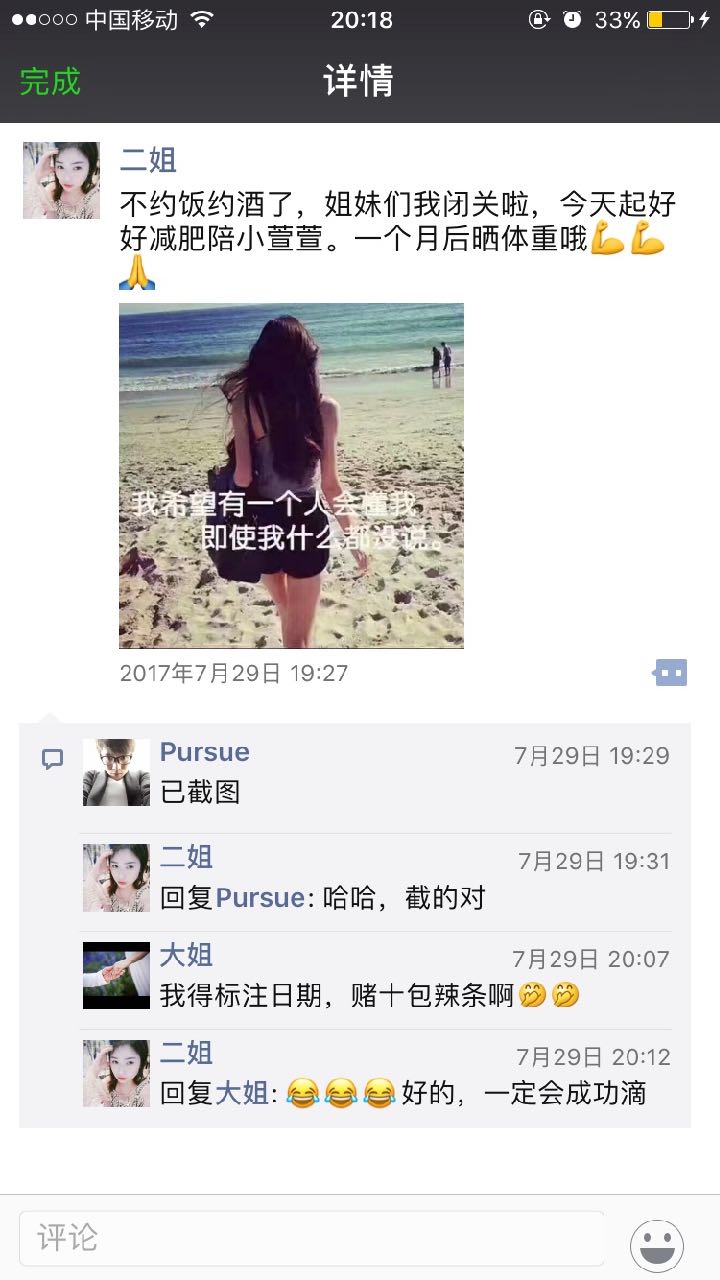 中国移动 20:18 33%
完成 详情
二姐
不约饭约酒了，姐妹们我闭关啦，今天起好
好减肥陪小萱萱。一个月后晒体重哦💪💪
🙏
我希望有一个人会懂我
即使我什么都没说。
2017年7月29日 19:27
Pursue 7月29日 19:29
已截图
二姐 7月29日 19:31
回复Pursue: 哈哈，截的对
大姐 7月29日 20:07
我得标注日期，赌十包辣条啊🤭🤭
二姐 7月29日 20:12
回复大姐: 😂😂😂好的，一定会成功滴
评论